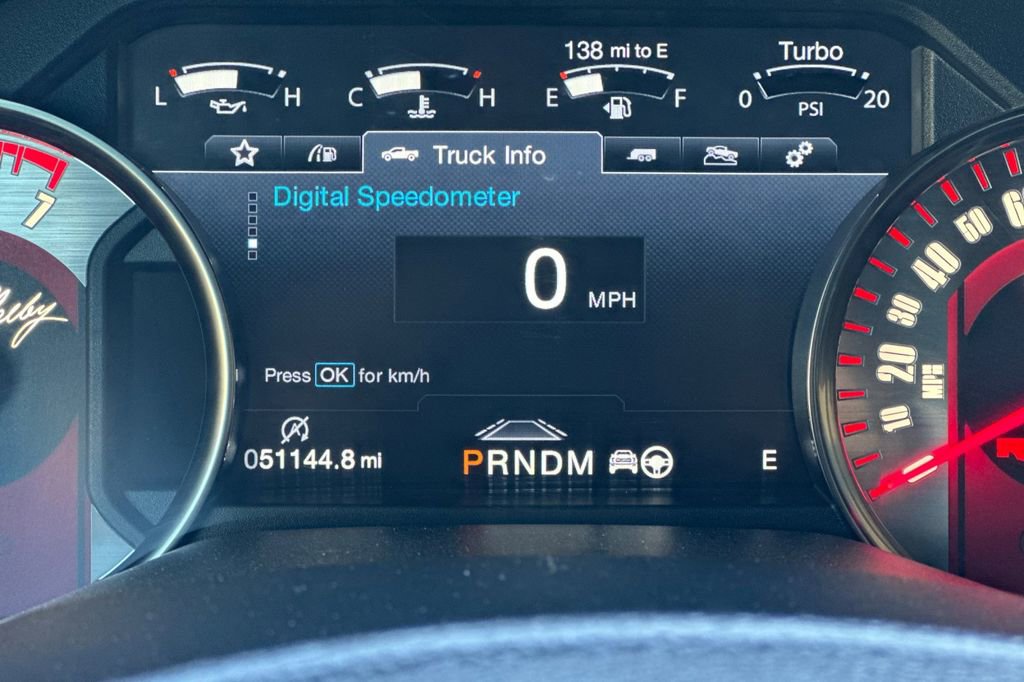 138 mi to E
Turbo
L H
C H
E F
0 20
PSI
Truck Info
Digital Speedometer
0 MPH
Press OK for km/h
051144.8 mi
PRNDM
E
7
10
20
30
40
50
MPH